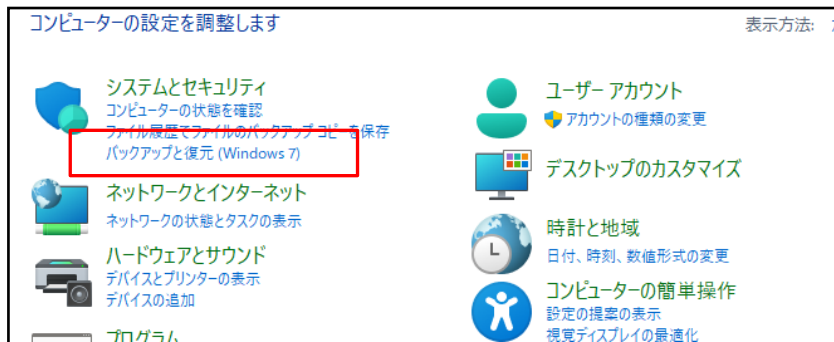 コンピューターの設定を調整します
表示方法:
システムとセキュリティ
コンピューターの状態を確認
ファイル履歴でファイルのバックアップ コピーを保存
バックアップと復元 (Windows 7)
ネットワークとインターネット
ネットワークの状態とタスクの表示
ハードウェアとサウンド
デバイスとプリンターの表示
デバイスの追加
プログラム
ユーザー アカウント
アカウントの種類の変更
デスクトップのカスタマイズ
時計と地域
日付、時刻、数値形式の変更
コンピューターの簡単操作
設定の提案の表示
視覚ディスプレイの最適化